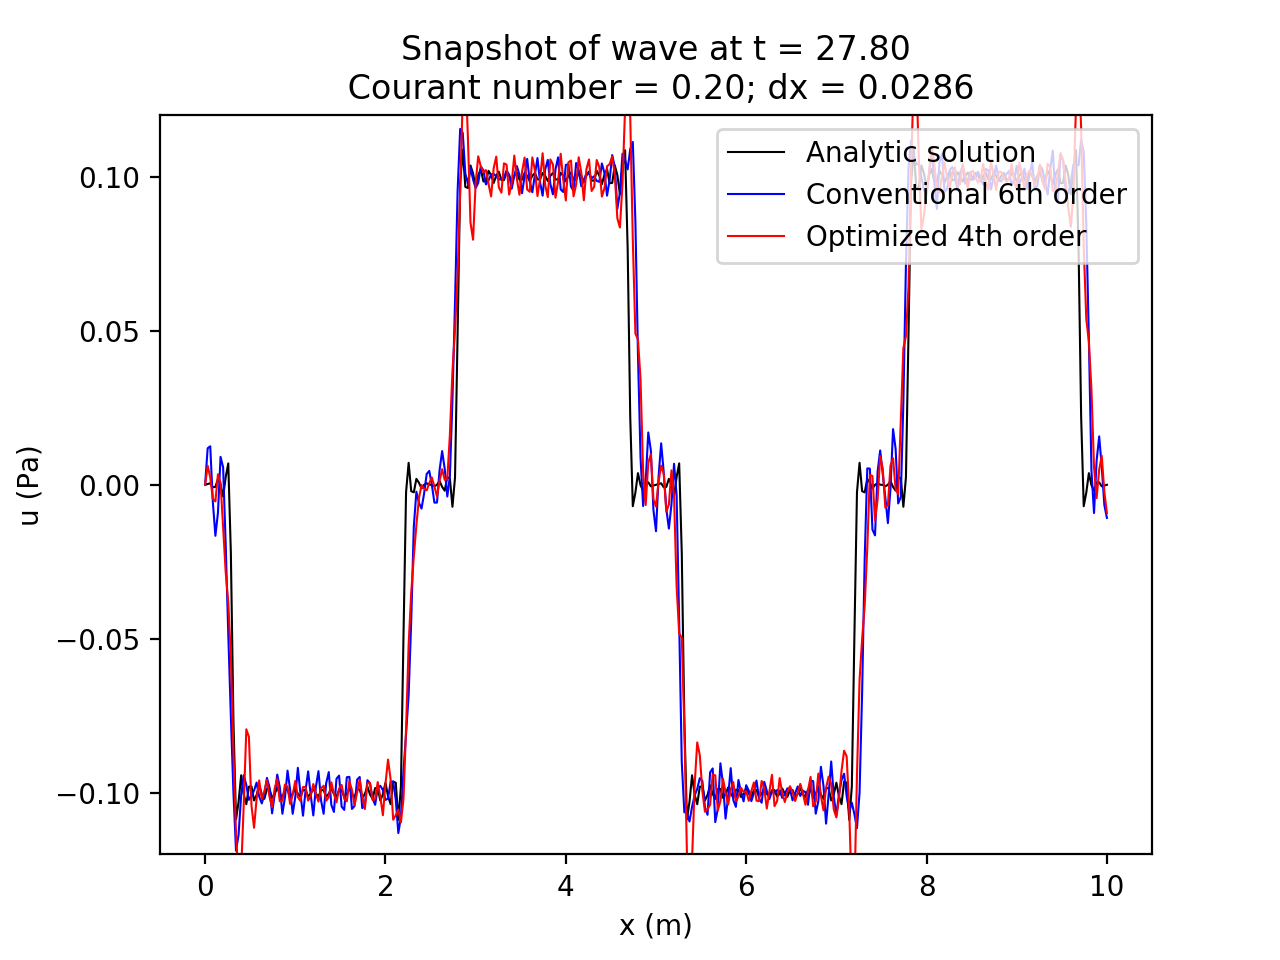 Snapshot of wave at t = 27.80
Courant number = 0.20; dx = 0.0286
Analytic solution
Conventional 6th order
Optimized 4th order
0.10
0.05
0.00
−0.05
−0.10
u (Pa)
0 2 4 6 8 10
x (m)